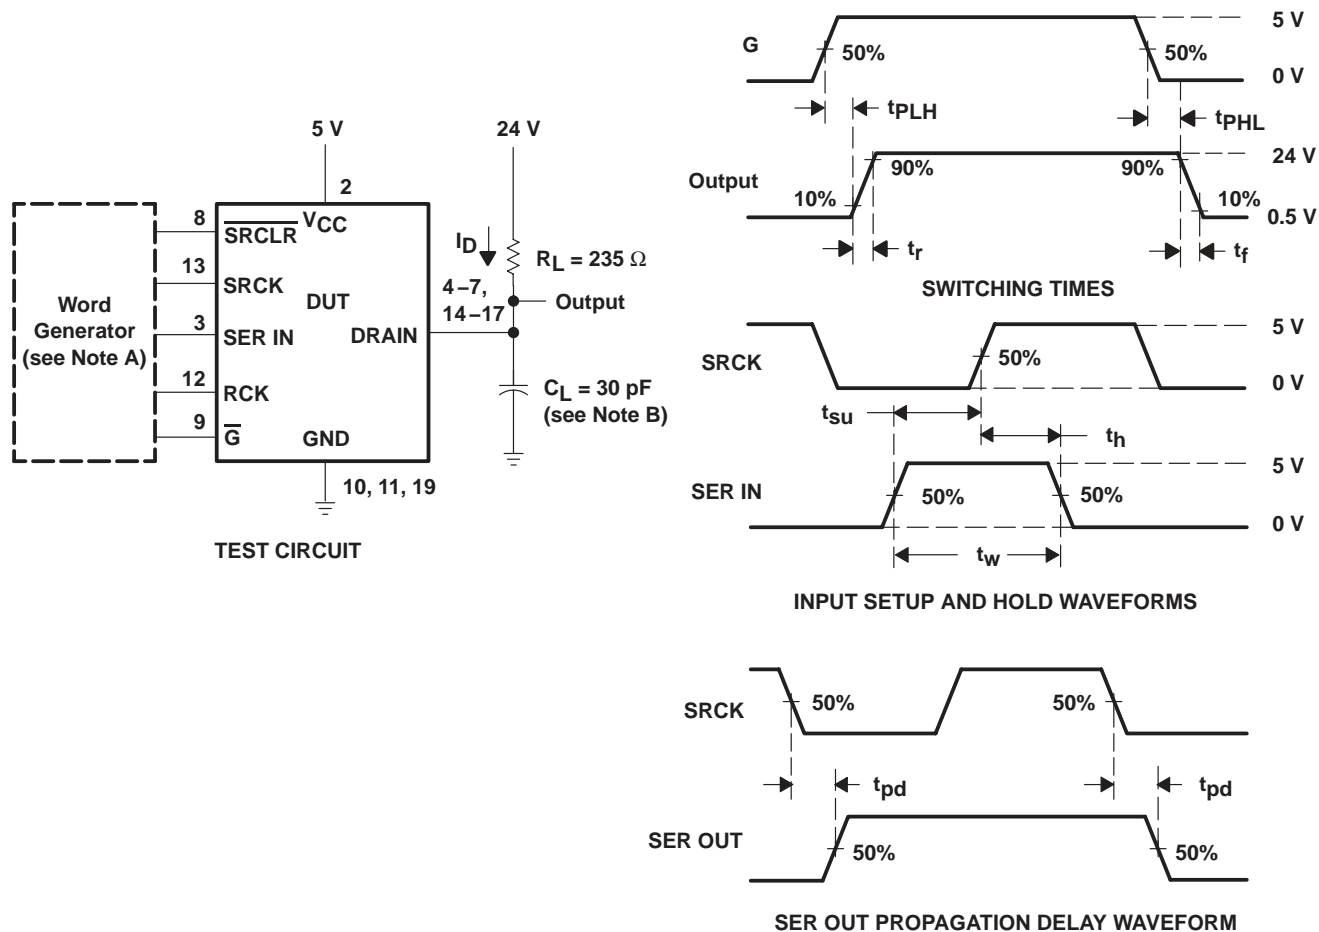 5 V
24 V
2
8
SRCLR
VCC
13
SRCK
DUT
3
SER IN
DRAIN
12
RCK
9
G
GND
10, 11, 19
Word
Generator
(see Note A)
ID
RL = 235 Ω
4–7,
14–17
Output
CL = 30 pF
(see Note B)
TEST CIRCUIT
G
50%
50%
5 V
0 V
tPLH
tPHL
Output
10%
90%
90%
10%
24 V
0.5 V
tr
tf
SWITCHING TIMES
SRCK
50%
5 V
0 V
tsu
th
SER IN
50%
50%
5 V
0 V
tw
INPUT SETUP AND HOLD WAVEFORMS
SRCK
50%
50%
tpd
tpd
SER OUT
50%
50%
SER OUT PROPAGATION DELAY WAVEFORM